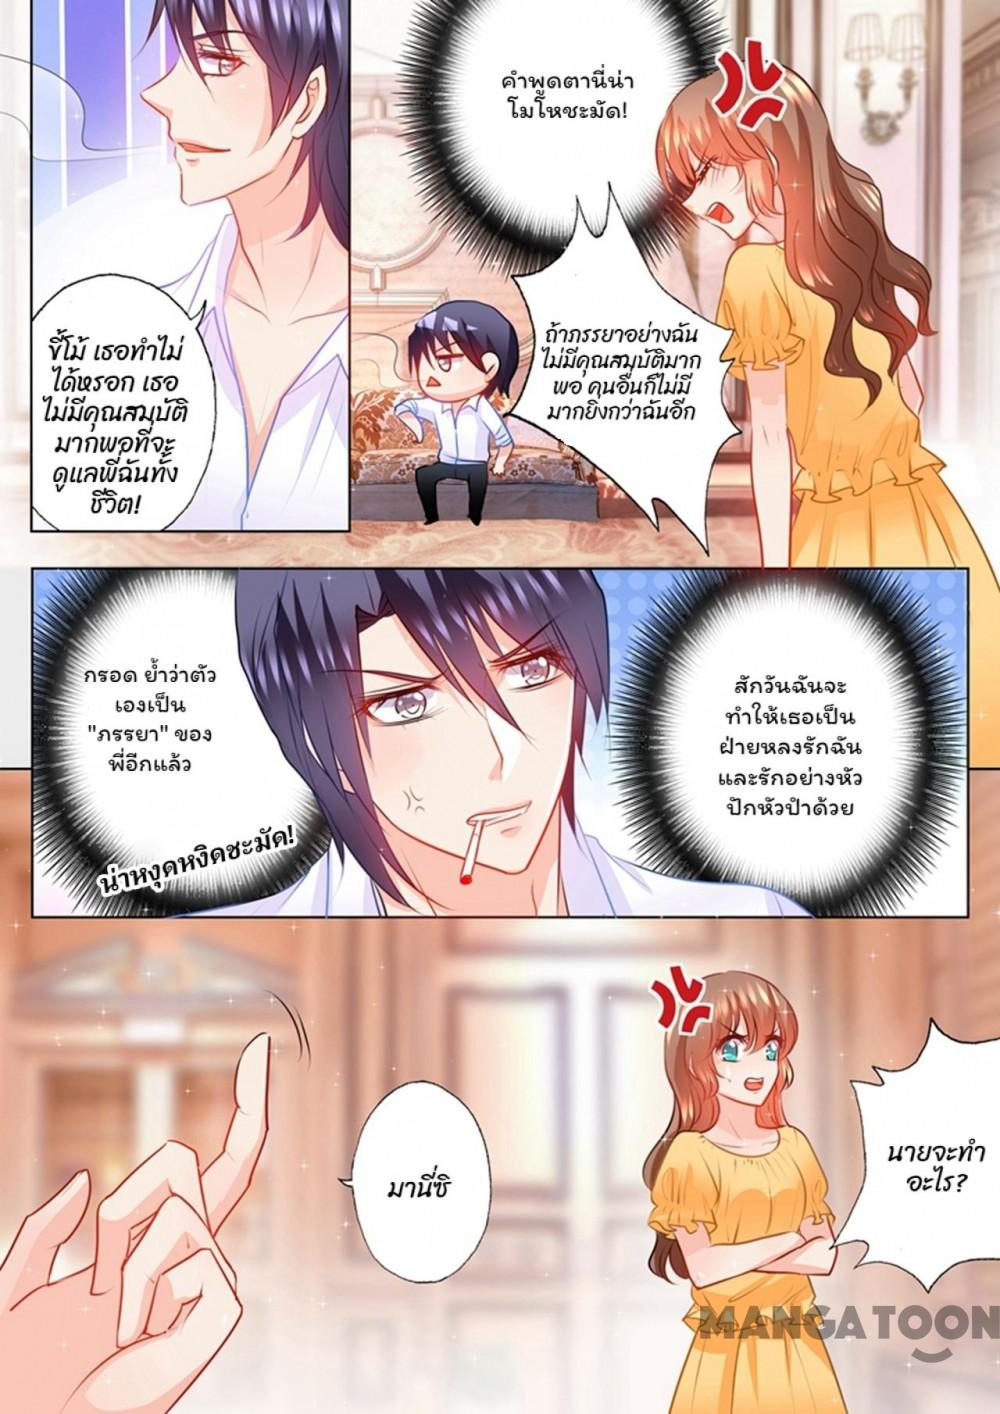 ขี้โม้ เธอทำไม่
ได้หรอก เธอ
ไม่มีคุณสมบัติ
มากพอที่จะ
ดูแลพี่ฉันทั้ง
ชีวิต!
คำพูดตานี่น่า
โมโหชะมัด!
ถ้าภรรยาอย่างฉัน
ไม่มีคุณสมบัติมาก
พอ คนอื่นก็ไม่มี
มากยิ่งกว่าฉันอีก
กรอด ย้ำว่าตัว
เองเป็น
"ภรรยา" ของ
พี่อีกแล้ว
น่าหงุดหงิดชะมัด!
สักวันฉันจะ
ทำให้เธอเป็น
ฝ่ายหลงรักฉัน
และรักอย่างหัว
ปักหัวปำด้วย
มานี่ซิ
นายจะทำ
อะไร?
MANGATOON